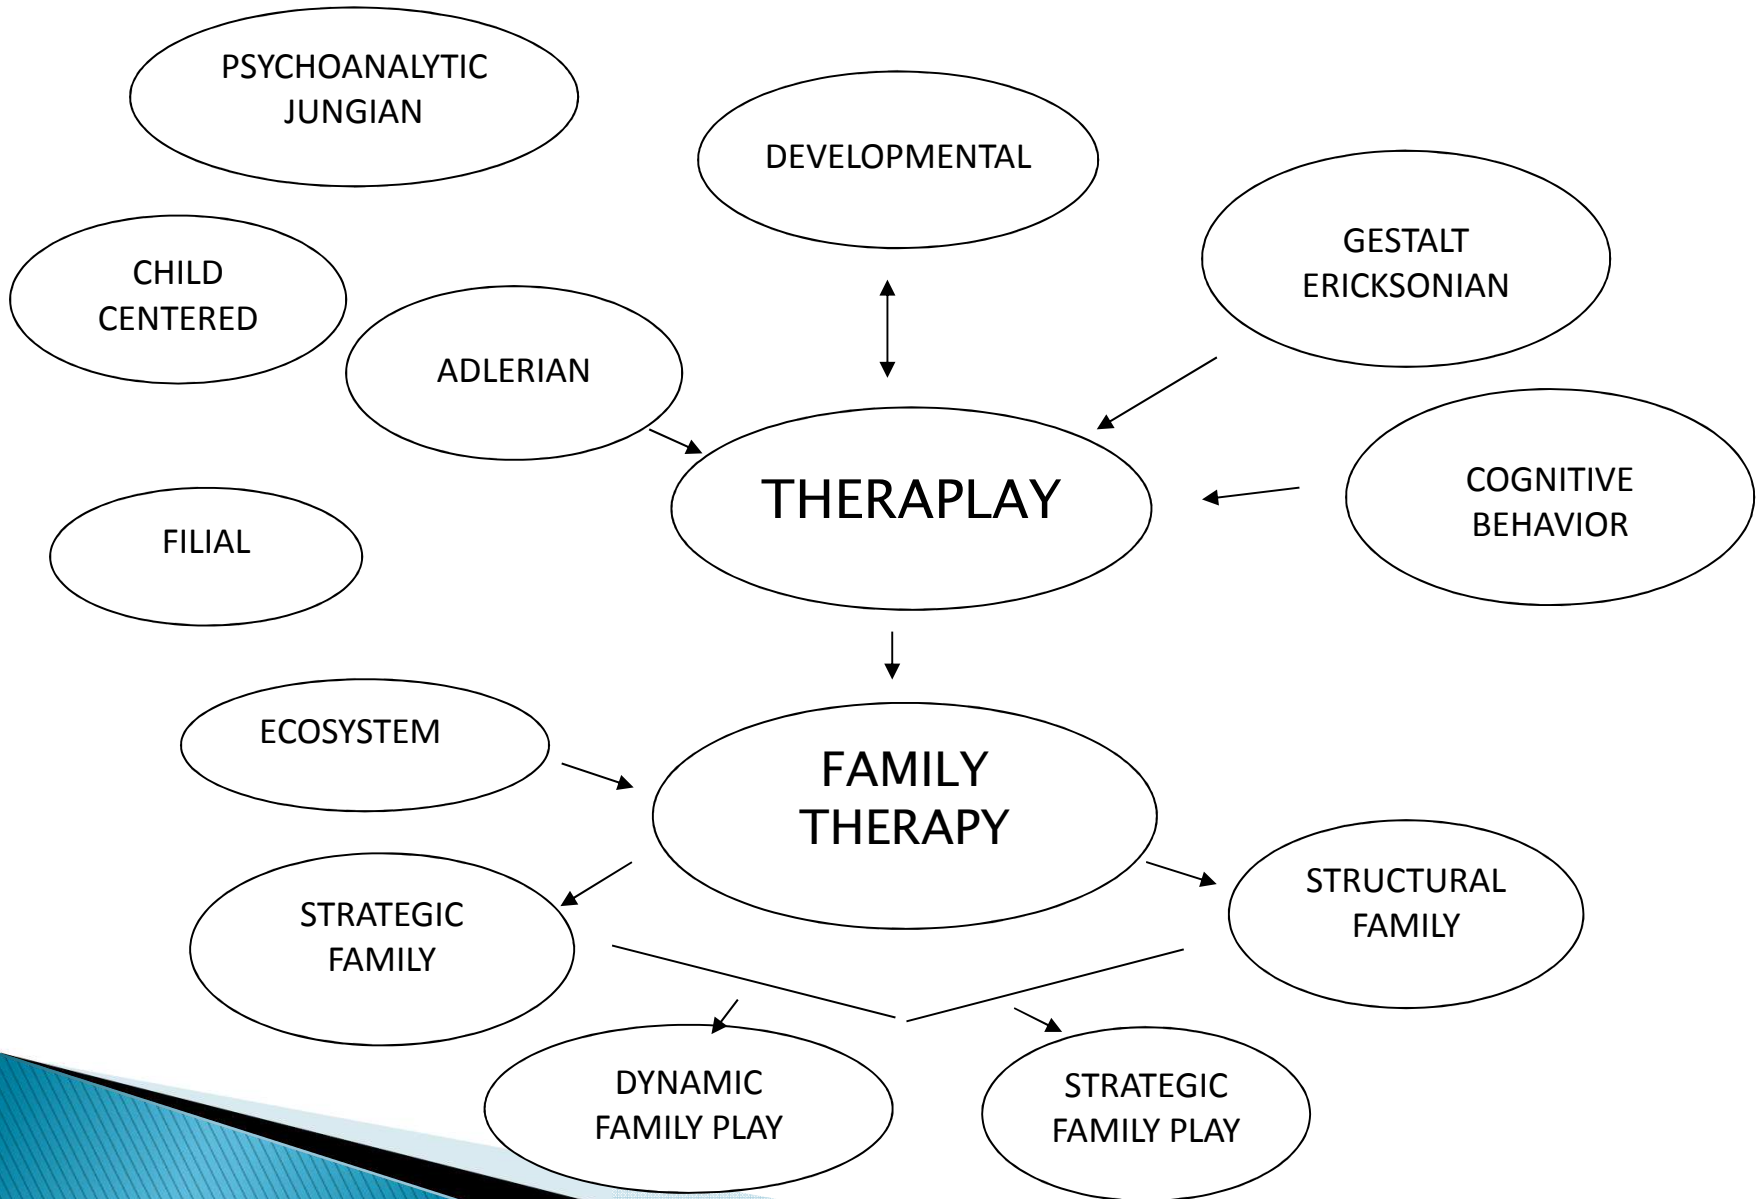 PSYCHOANALYTIC
JUNGIAN
DEVELOPMENTAL
GESTALT
ERICKSONIAN
CHILD
CENTERED
ADLERIAN
THERAPLAY
COGNITIVE
BEHAVIOR
FILIAL
ECOSYSTEM
FAMILY
THERAPY
STRATEGIC
FAMILY
STRUCTURAL
FAMILY
DYNAMIC
FAMILY PLAY
STRATEGIC
FAMILY PLAY